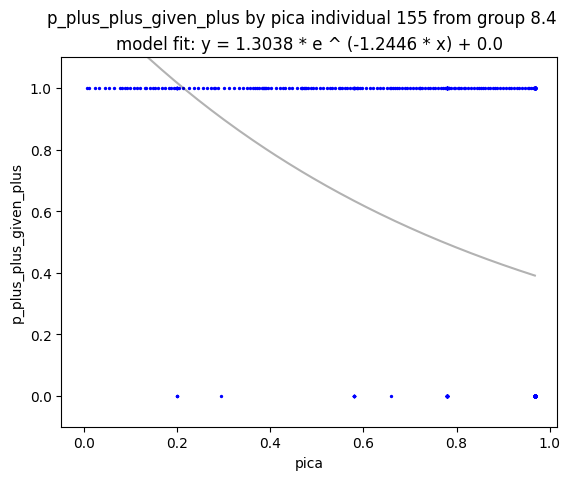 p_plus_plus_given_plus by pica individual 155 from group 8.4
model fit: y = 1.3038 * e ^ (-1.2446 * x) + 0.0
1.0
0.8
0.6
0.4
0.2
0.0
p_plus_plus_given_plus
0.0 0.2 0.4 0.6 0.8 1.0
pica